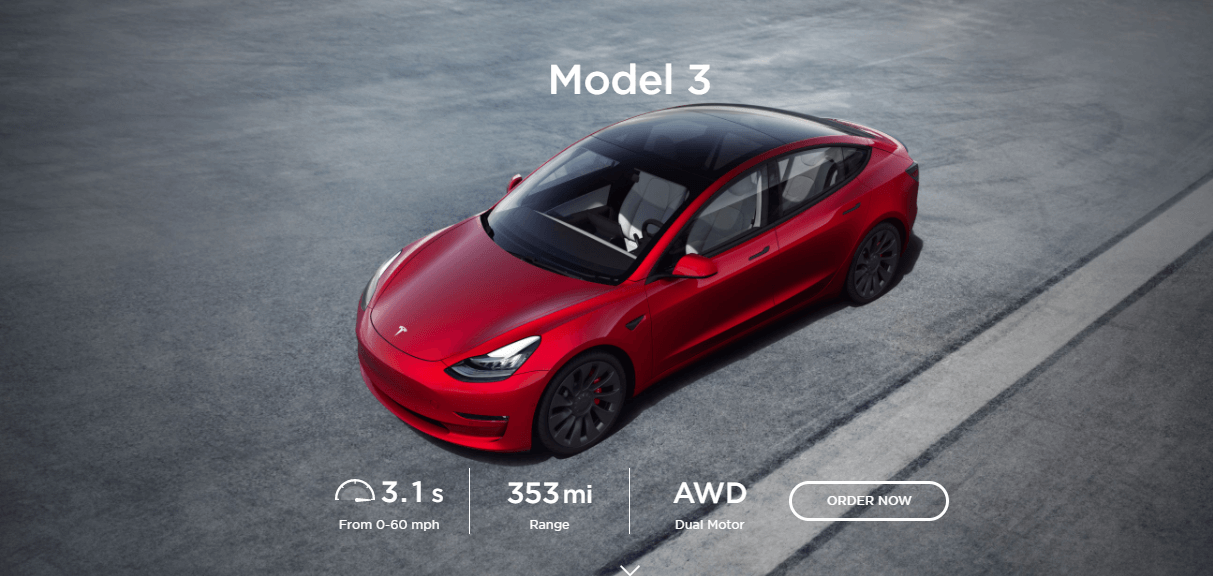 Model 3
3.1 s
From 0-60 mph
353 mi
Range
AWD
Dual Motor
ORDER NOW